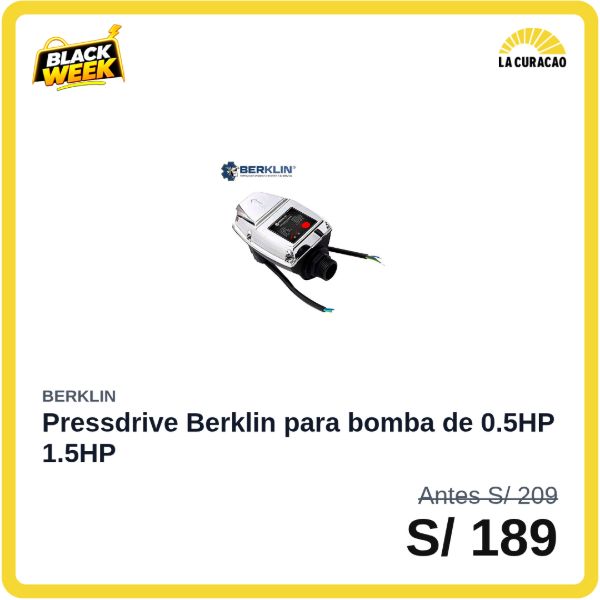 BLACK
WEEK
LA CURACAO
BERKLIN®
BERKLIN
Pressdrive Berklin para bomba de 0.5HP
1.5HP
Antes S/ 209
S/ 189